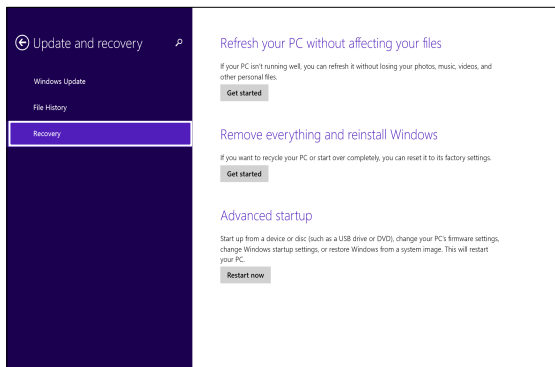 Update and recovery
Windows Update
File History
Recovery
Refresh your PC without affecting your files
If your PC isn't running well, you can refresh it without losing your photos, music, videos, and
other personal files.
Get started
Remove everything and reinstall Windows
If you want to recycle your PC or start over completely, you can reset it to its factory settings.
Get started
Advanced startup
Start up from a device or disc (such as a USB drive or DVD), change your PC's firmware settings,
change Windows startup settings, or restore Windows from a system image. This will restart
your PC.
Restart now